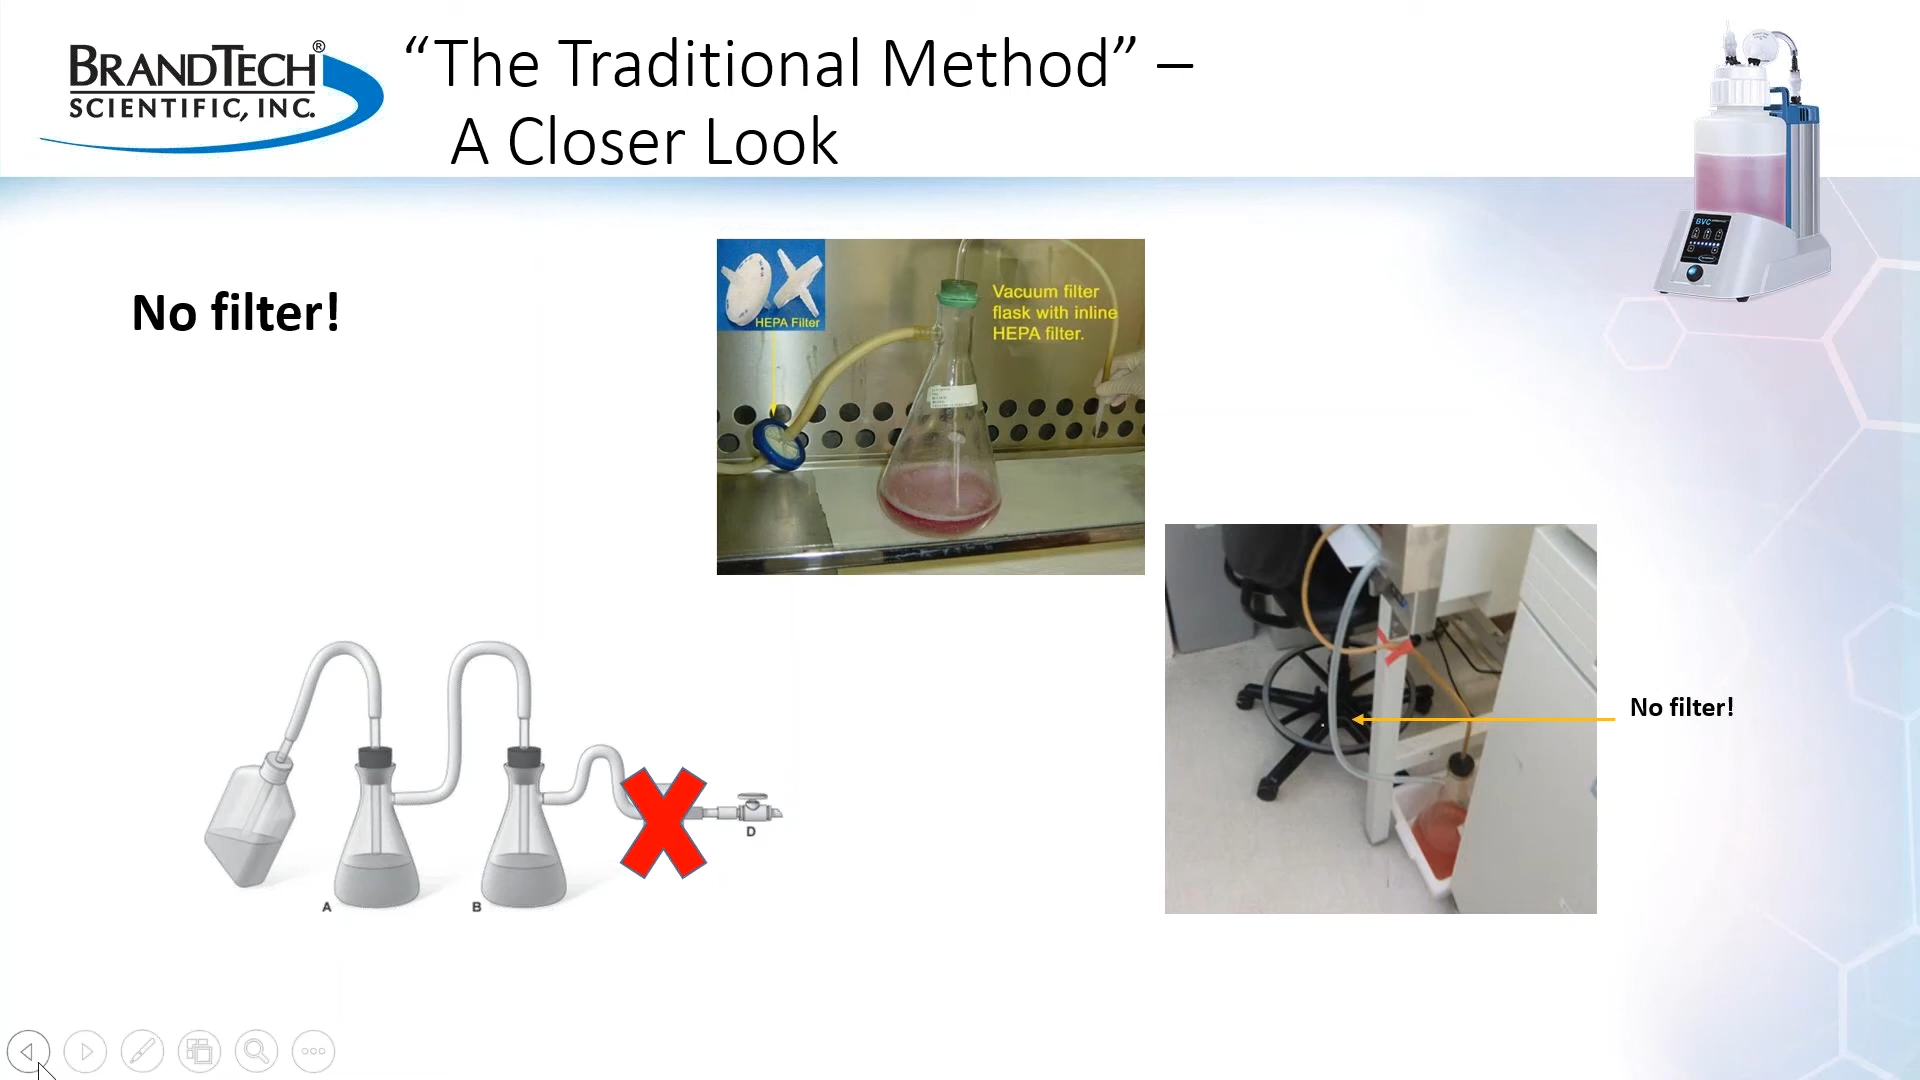 BRANDTECH®
SCIENTIFIC, INC.
“The Traditional Method” –
A Closer Look
BVC
No filter!
HEPA Filter
Vacuum filter
flask with inline
HEPA filter.
No filter!
D
A
B